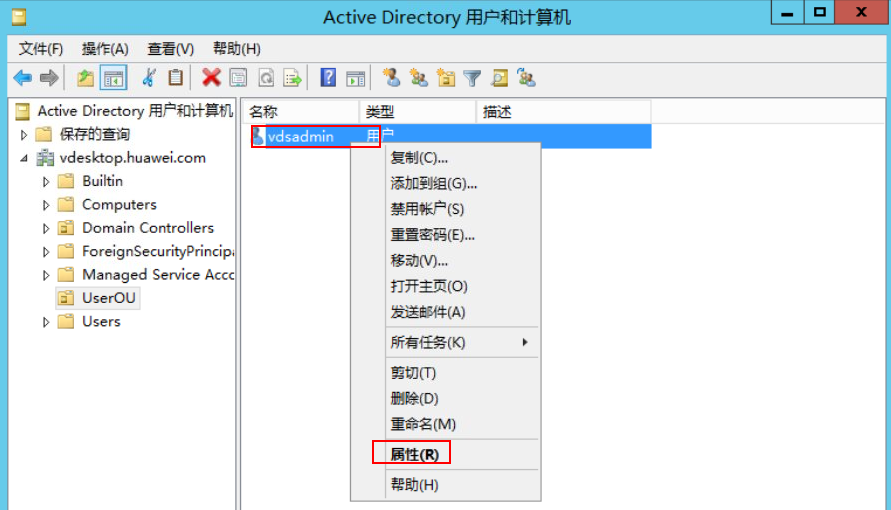 Active Directory 用户和计算机
文件(F) 操作(A) 查看(V) 帮助(H)
Active Directory 用户和计算机
保存的查询
vdesktop.huawei.com
Builtin
Computers
Domain Controllers
ForeignSecurityPrincipa
Managed Service Acco
UserOU
Users
名称 类型 描述
vdsadmin 用户
复制(C)...
添加到组(G)...
禁用帐户(S)
重置密码(E)...
移动(V)...
打开主页(O)
发送邮件(A)
所有任务(K)
剪切(T)
删除(D)
重命名(M)
属性(R)
帮助(H)